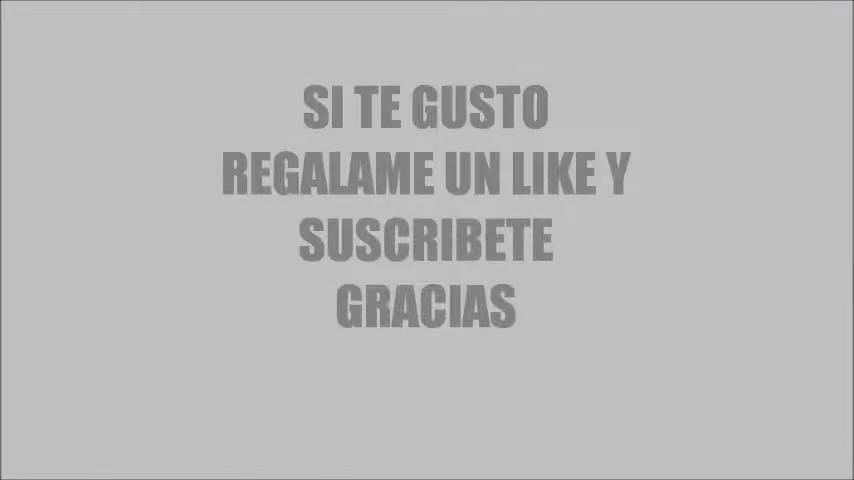 SI TE GUSTO
REGALAME UN LIKE Y
SUSCRIBETE
GRACIAS